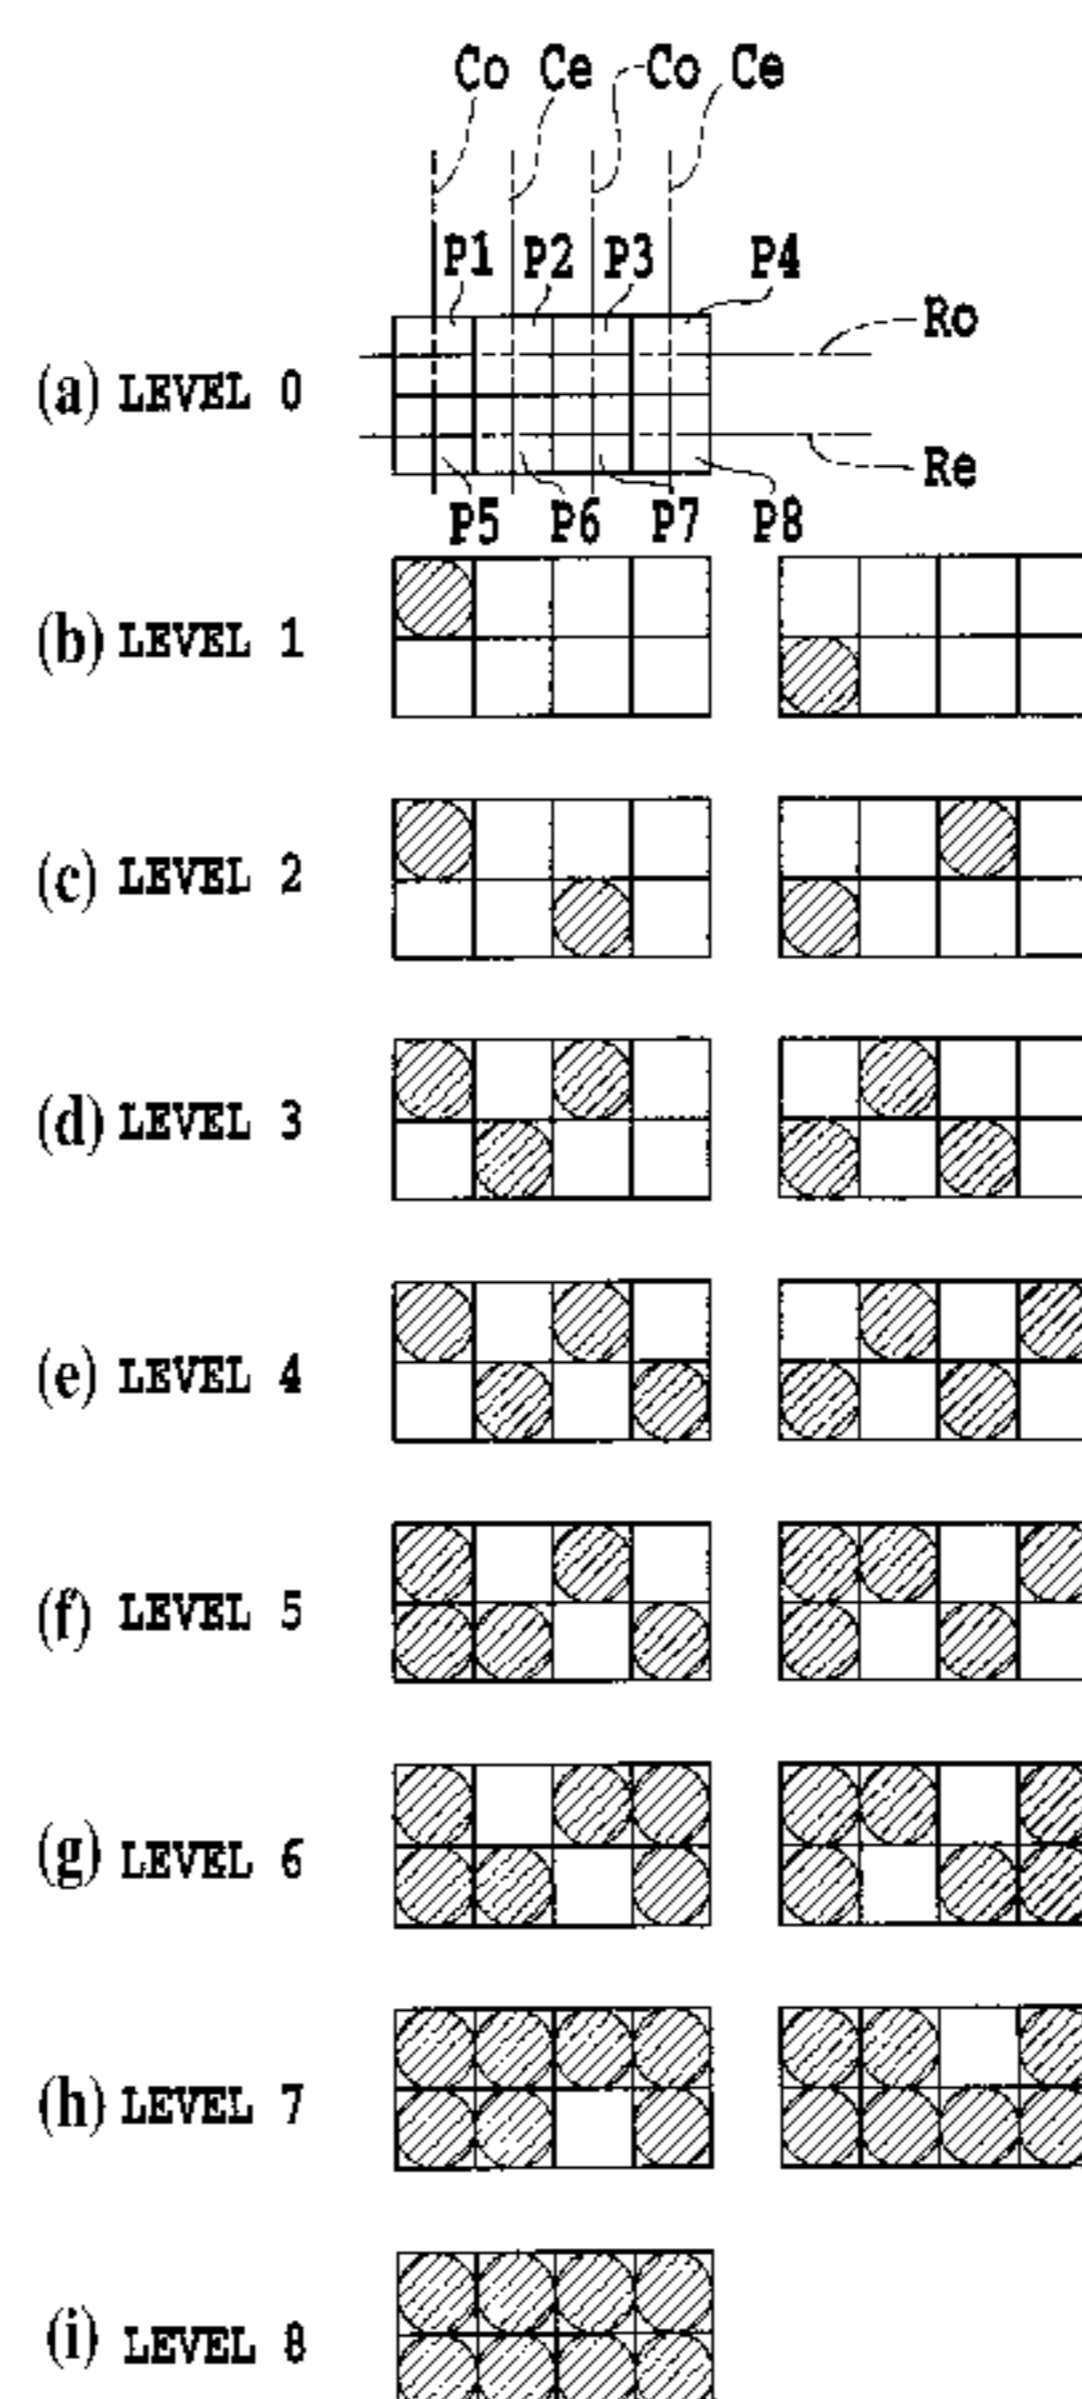 Co Ce Co Ce
P1 P2 P3 P4
Ro
(a) LEVEL 0
Re
P5 P6 P7 P8
(b) LEVEL 1
(c) LEVEL 2
(d) LEVEL 3
(e) LEVEL 4
(f) LEVEL 5
(g) LEVEL 6
(h) LEVEL 7
(i) LEVEL 8